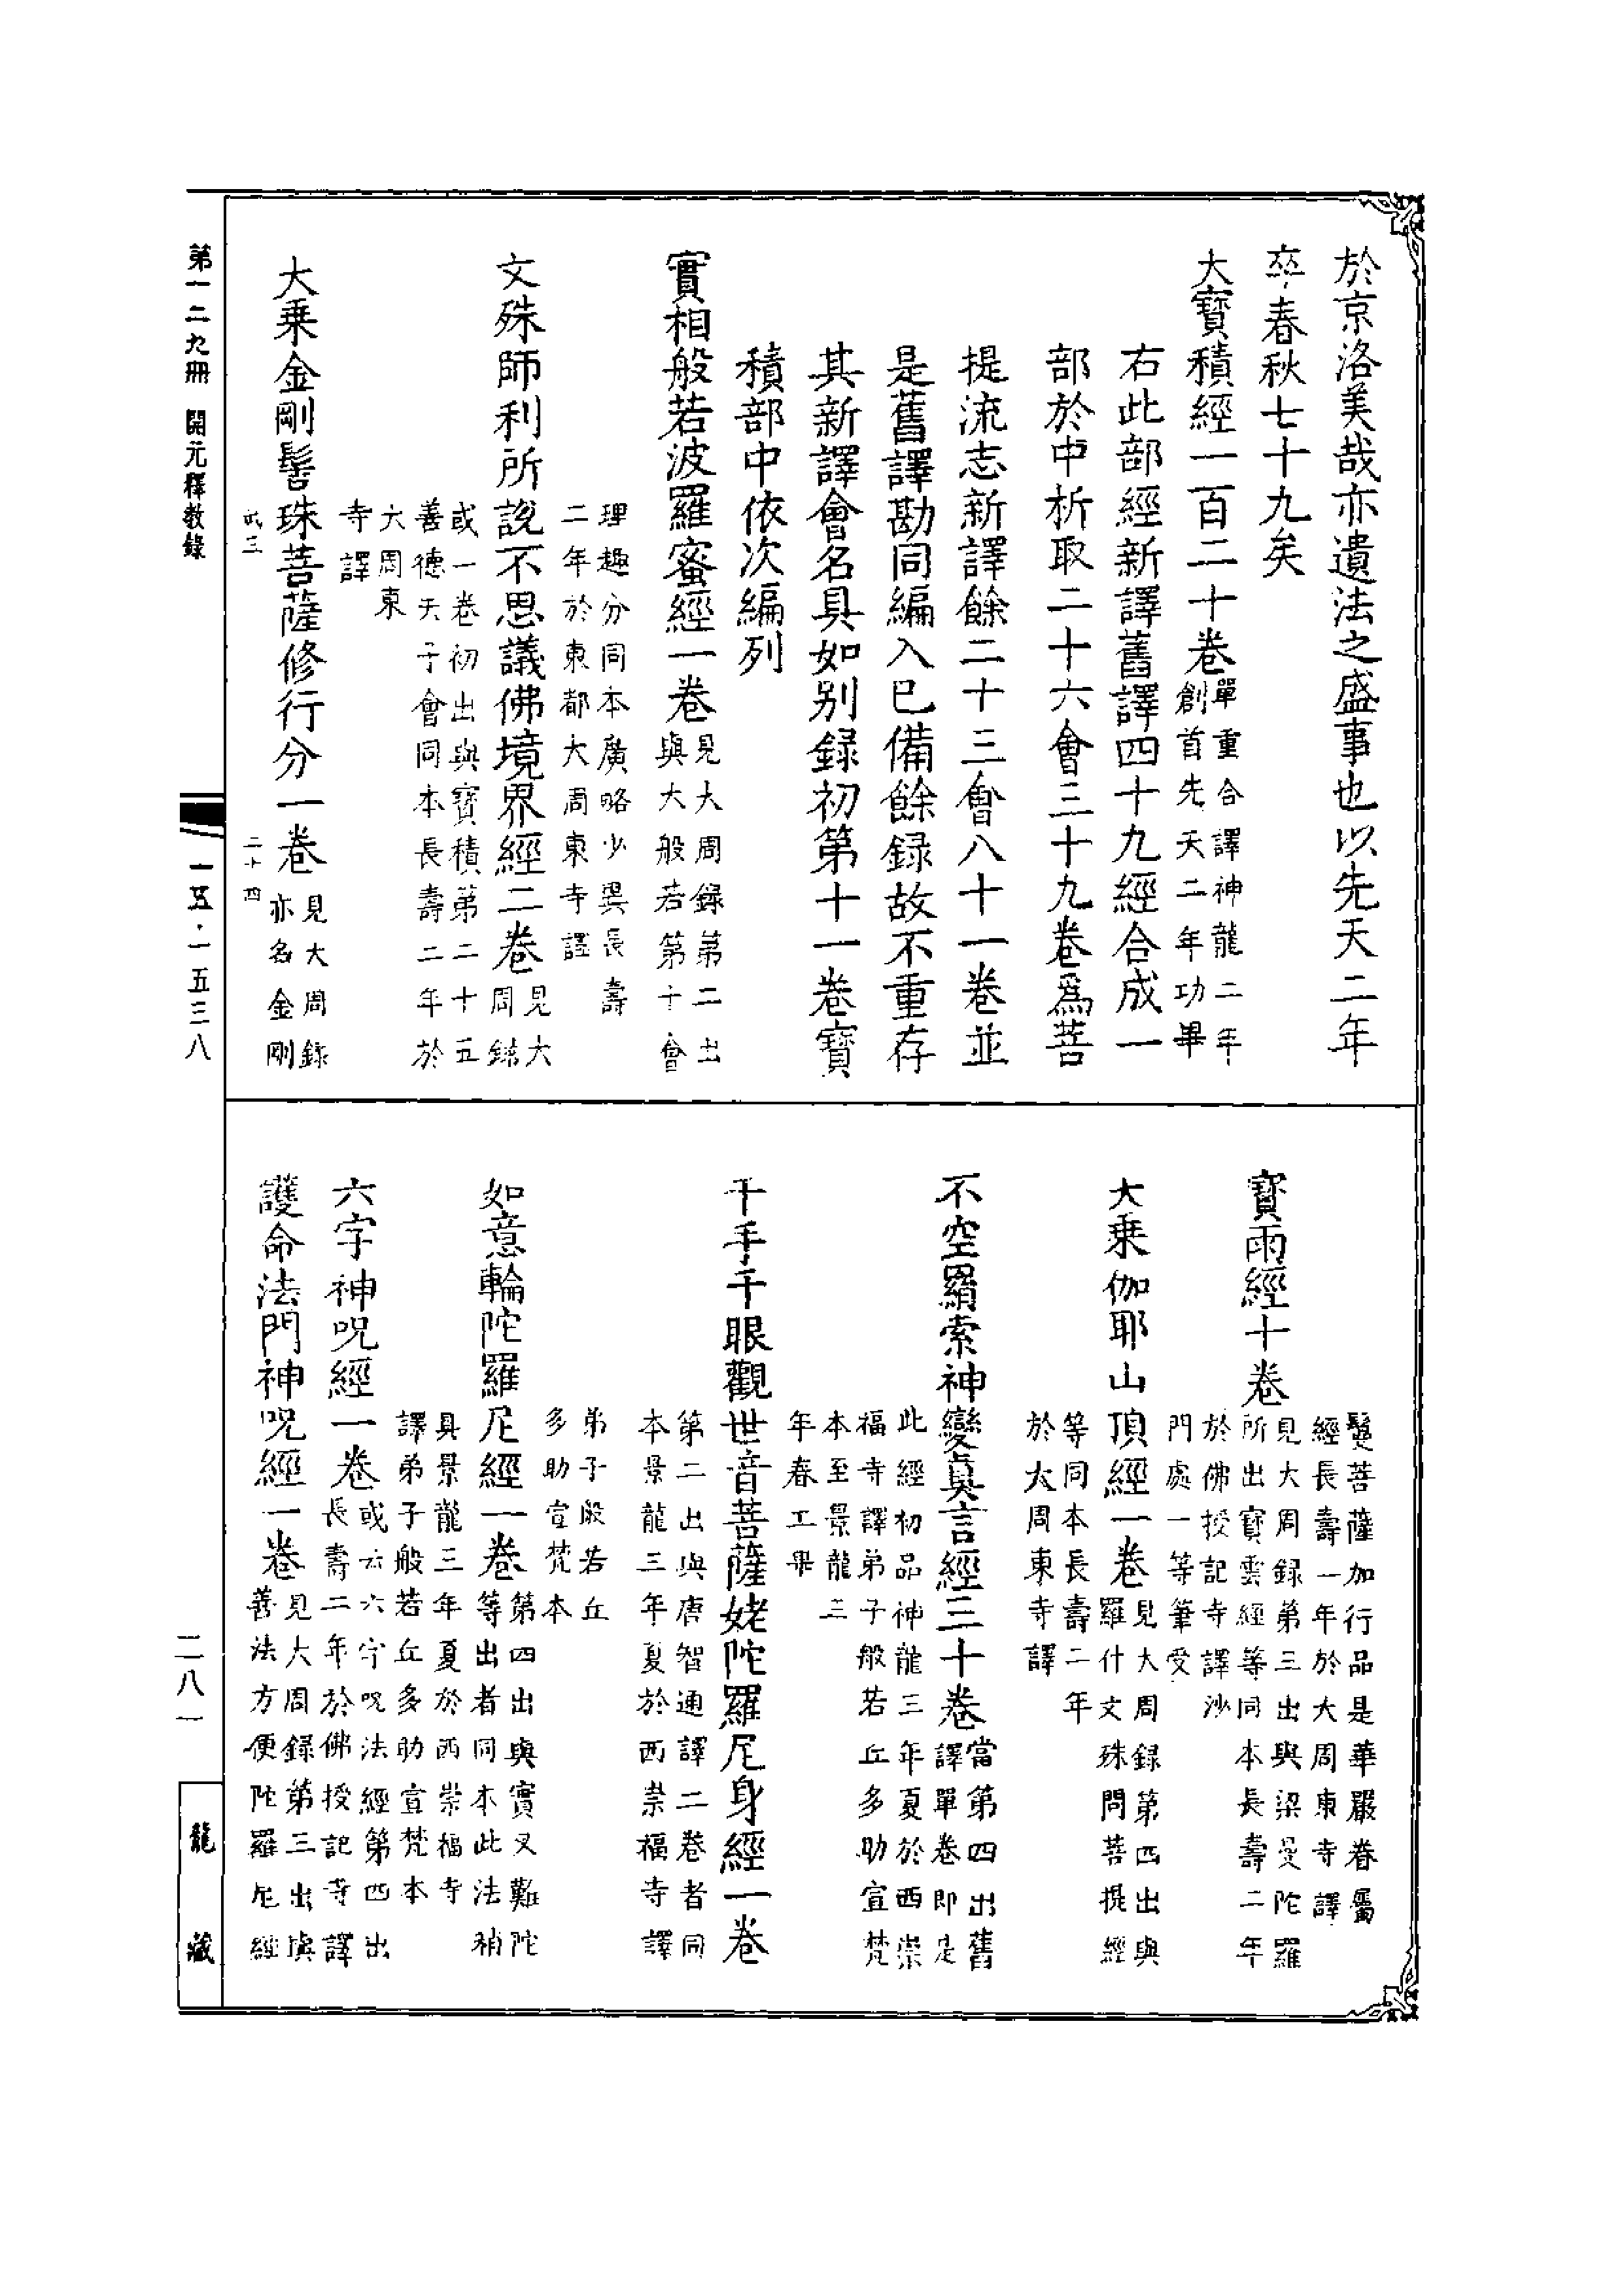 於京洛美哉亦遺法之盛事也以先天二年
卒春秋七十九矣
大寶積經一百二十卷
單重合譯神龍二年
創首先天二年功畢
右此部經新譯舊譯四十九經合成一
部於中析取二十六會三十九卷爲菩
提流志新譯餘二十三會八十一卷並
是舊譯勘同編入已備餘録故不重存
其新譯會名具如别録初第十一卷寶
積部中依次編列
實相般若波羅蜜經一卷
見大周録第二出
與大般若第十會
理趣分同本廣略少異長壽
二年於東都大周東寺譯
文殊師利所說不思議佛境界經二卷
見大
周録
或一卷初出與寶積第三十五
善德天子會同本長壽二年於
大周東
寺譯
大乗金剛髻珠菩薩修行分一卷
見大周録
亦名金剛
髻菩薩加行品是華嚴眷屬
經長壽一年於大周東寺譯
寶雨經十卷
見大周録第三出與梁曼陀羅
所出寶雲經等同本長壽二年
於佛授記寺譯沙
門處一等筆受
大乗伽耶山頂經一卷
見大周録第四出與
羅什文殊問菩提經
等同本長壽二年
於大周東寺譯
不空羂索神變真言經三十卷
當第四出舊
譯單卷即是
此經初品神龍三年夏於西崇
福寺譯弟子般若丘多助宣梵
本至景龍三
年春工畢
千手千眼觀世音菩薩姥陀羅尼身經一卷
第二出與唐智通譯二卷者同
本景龍三年夏於西崇福寺譯
弟子般若丘
多助宣梵本
如意輪陀羅尼經一卷
第四出與實叉難陀
等出者同本此法稍
具景龍三年夏於西崇福寺
譯弟子般若丘多助宣梵本
六字神呪經一卷
或云六字呪法經第四出
長壽二年於佛授記寺譯
護命法門神呪經一卷
見大周録第三出與
善法方便陀羅尼經
第一二九冊 開元釋教錄
貳三
二十四
一五·一五三八
二八一
龍藏